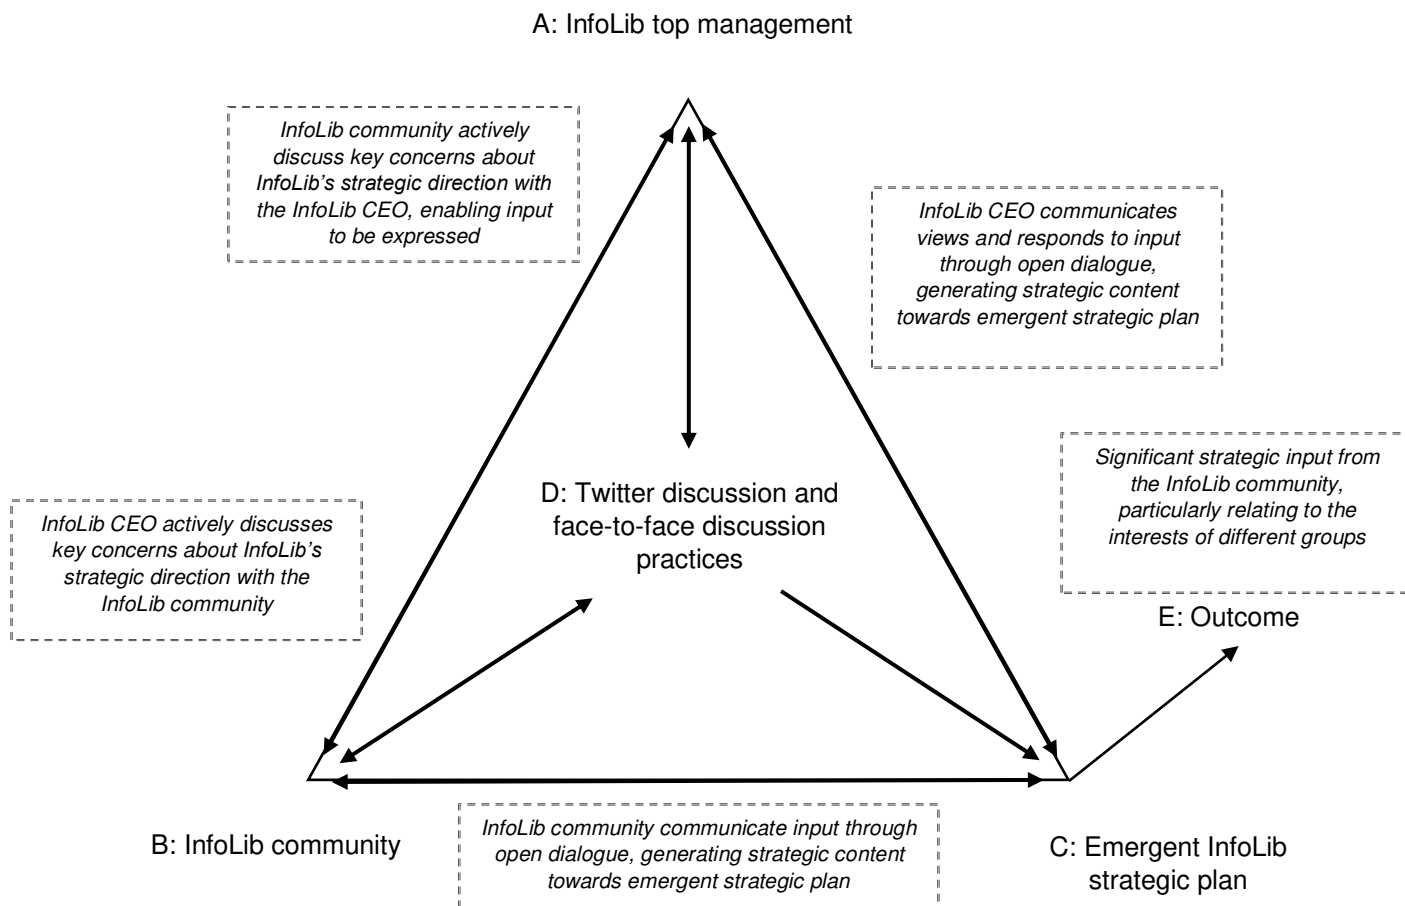 A: InfoLib top management
InfoLib community actively
discuss key concerns about
InfoLib's strategic direction with
the InfoLib CEO, enabling input
to be expressed
InfoLib CEO communicates
views and responds to input
through open dialogue,
generating strategic content
towards emergent strategic plan
Significant strategic input from
the InfoLib community,
particularly relating to the
interests of different groups
D: Twitter discussion and
face-to-face discussion
practices
InfoLib CEO actively discusses
key concerns about InfoLib's
strategic direction with the
InfoLib community
E: Outcome
B: InfoLib community
InfoLib community communicate input through
open dialogue, generating strategic content
towards emergent strategic plan
C: Emergent InfoLib
strategic plan